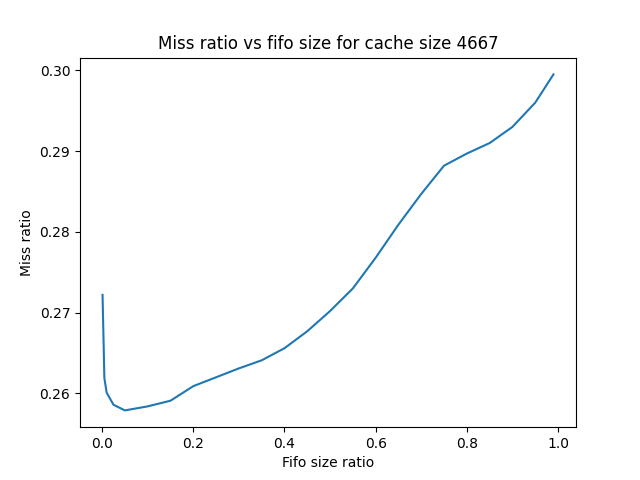 Miss ratio vs fifo size for cache size 4667
0.30
0.29
0.28
0.27
0.26
Miss ratio
0.0 0.2 0.4 0.6 0.8 1.0
Fifo size ratio